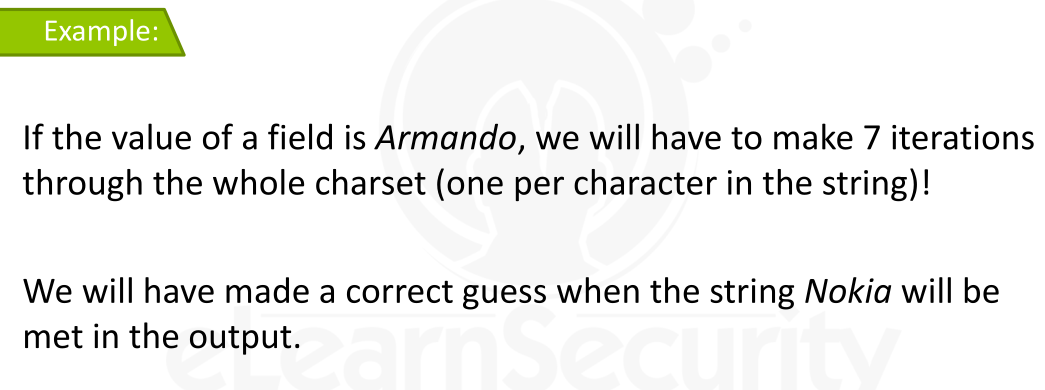 Example:
If the value of a field is Armando, we will have to make 7 iterations
through the whole charset (one per character in the string)!
We will have made a correct guess when the string Nokia will be
met in the output.
eLearnSecurity